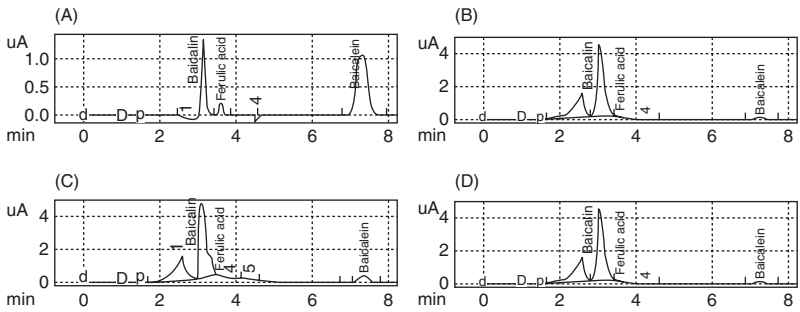 (A)
uA
1.0
0.5
0.0
d
D
p
1
Baicalin
Ferulic acid
4
Baicalein
min
0
2
4
6
8
(B)
uA
4
2
0
d
D
p
Baicalin
Ferulic acid
4
Baicalein
min
0
2
4
6
8
(C)
uA
4
2
0
d
D
p
1
Baicalin
Ferulic acid
4
5
Baicalein
min
0
2
4
6
8
(D)
uA
4
2
0
d
D
p
Baicalin
Ferulic acid
4
Baicalein
min
0
2
4
6
8